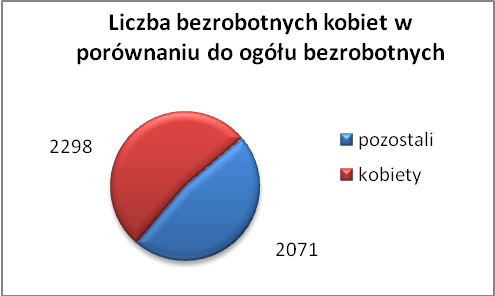 Liczba bezrobotnych kobiet w
porównaniu do ogółu bezrobotnych
2298
pozostali
kobiety
2071